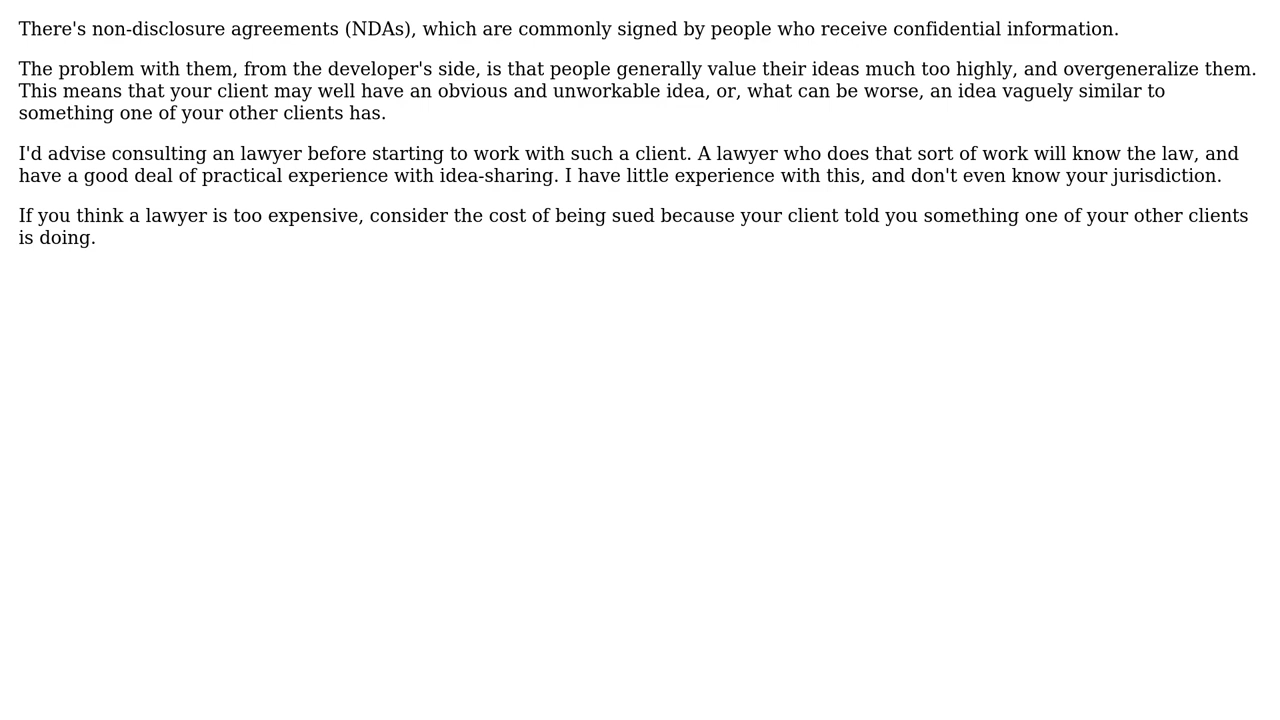 There's non-disclosure agreements (NDAs), which are commonly signed by people who receive confidential information.
The problem with them, from the developer's side, is that people generally value their ideas much too highly, and overgeneralize them.
This means that your client may well have an obvious and unworkable idea, or, what can be worse, an idea vaguely similar to
something one of your other clients has.
I'd advise consulting an lawyer before starting to work with such a client. A lawyer who does that sort of work will know the law, and
have a good deal of practical experience with idea-sharing. I have little experience with this, and don't even know your jurisdiction.
If you think a lawyer is too expensive, consider the cost of being sued because your client told you something one of your other clients
is doing.